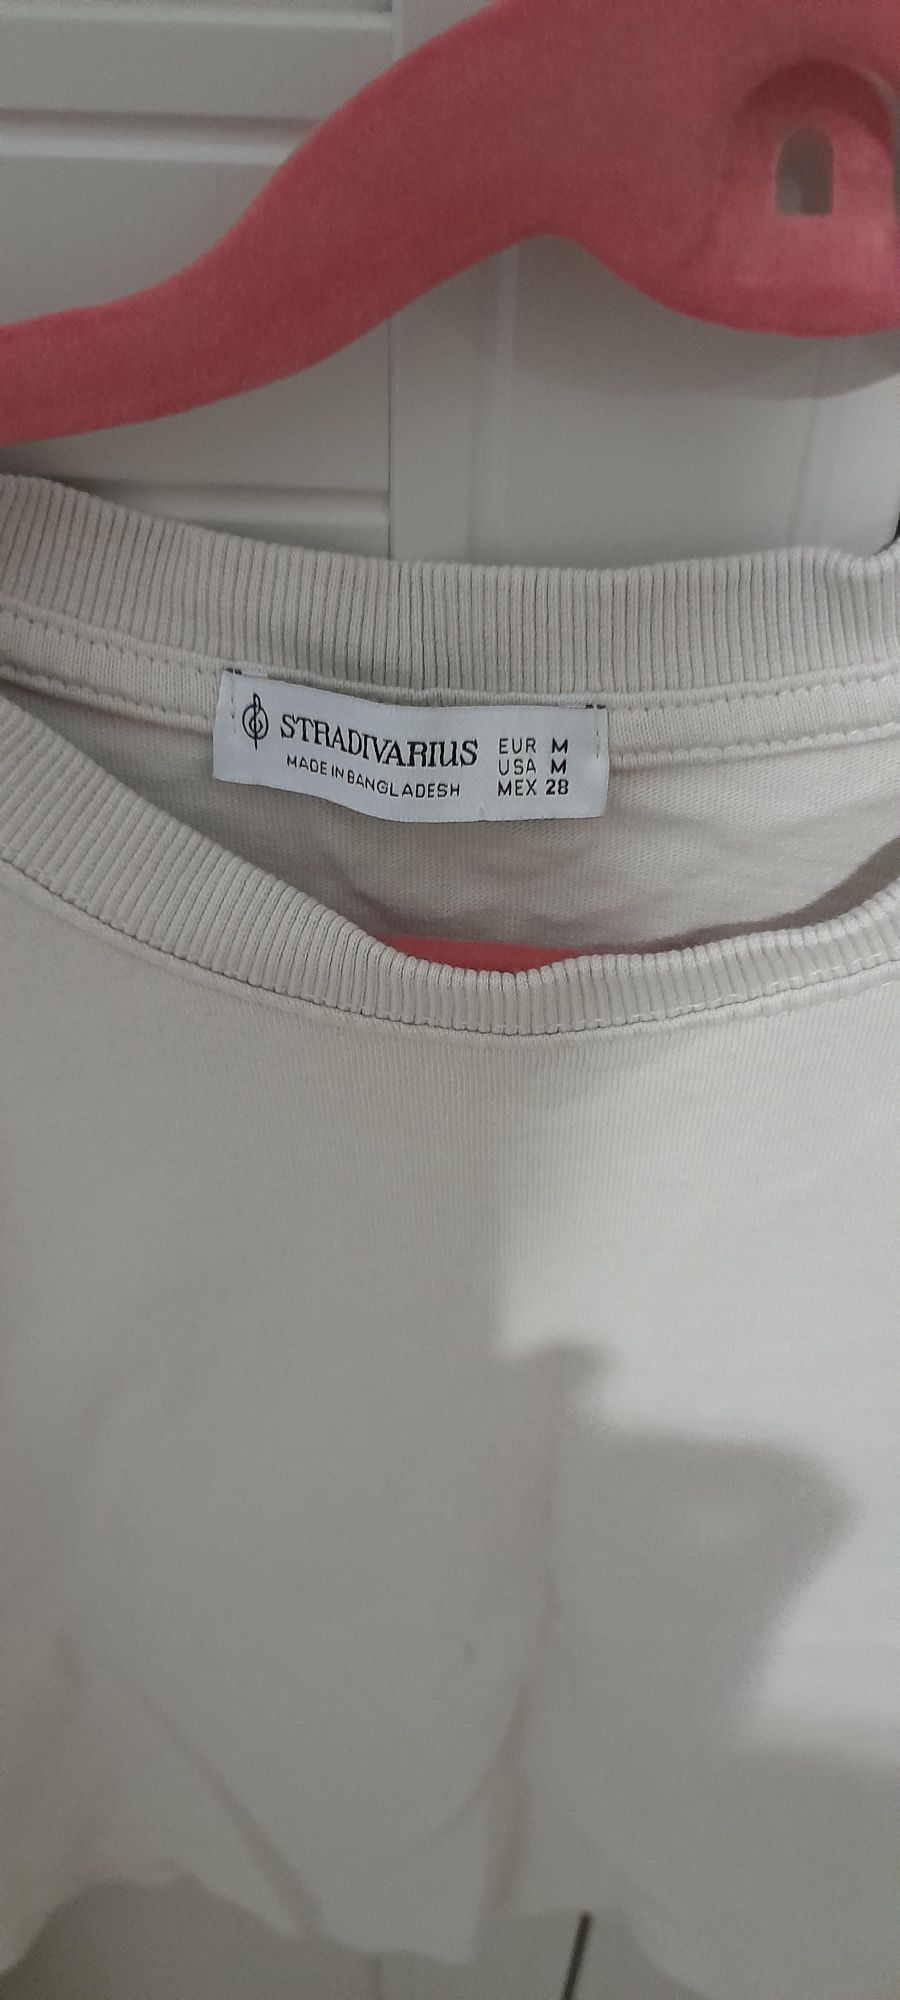 STRADIVARIUS
MADE IN BANGLADESH
EUR M
USA M
MEX 28